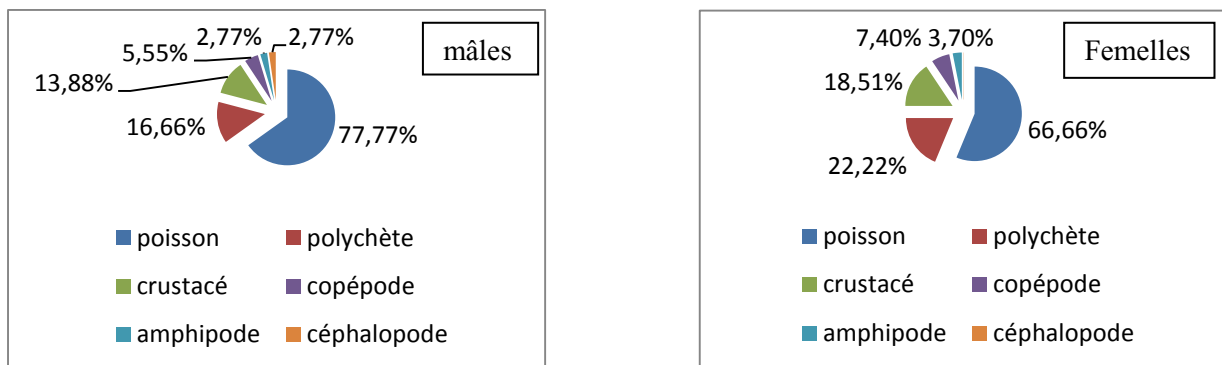 mâles
2,77%
2,77%
5,55%
13,88%
16,66%
77,77%
poisson polychète
crustacé copépode
amphipode céphalopode
Femelles
7,40% 3,70%
18,51%
66,66%
22,22%
poisson polychète
crustacé copépode
amphipode céphalopode